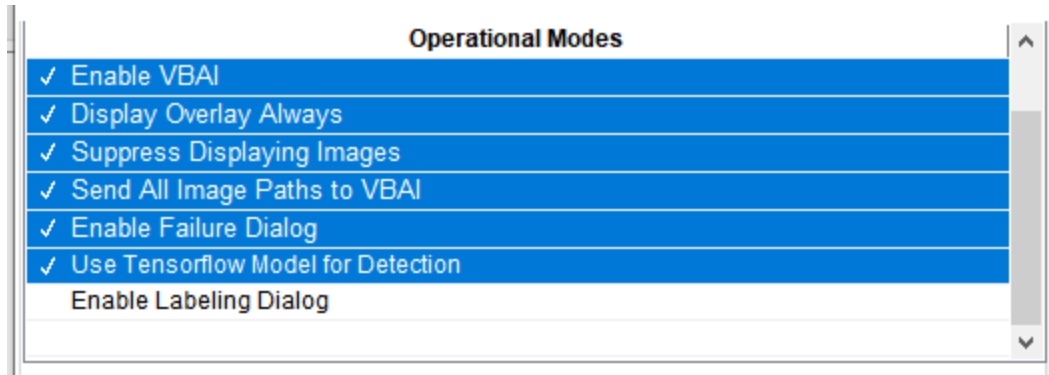 Operational Modes
✓ Enable VBAI
✓ Display Overlay Always
✓ Suppress Displaying Images
✓ Send All Image Paths to VBAI
✓ Enable Failure Dialog
✓ Use Tensorflow Model for Detection
Enable Labeling Dialog